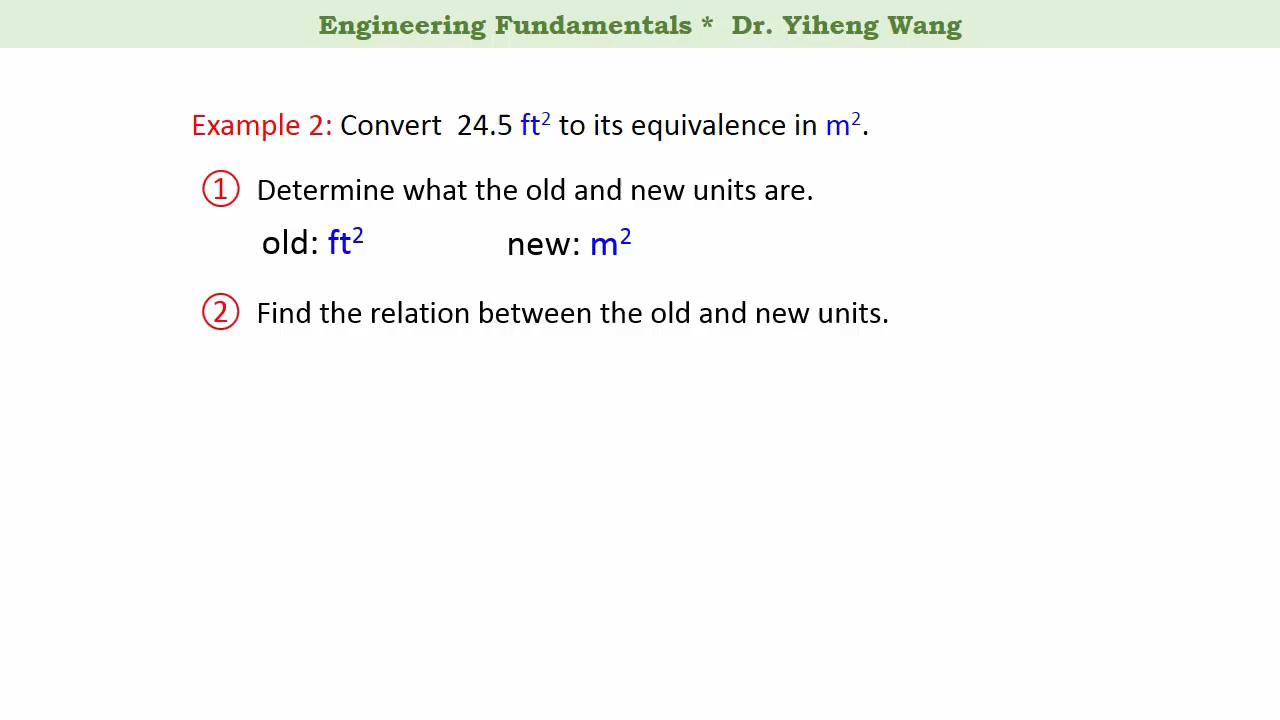 Engineering Fundamentals * Dr. Yiheng Wang
Example 2: Convert 24.5 ft² to its equivalence in m².
① Determine what the old and new units are.
old: ft² new: m²
② Find the relation between the old and new units.